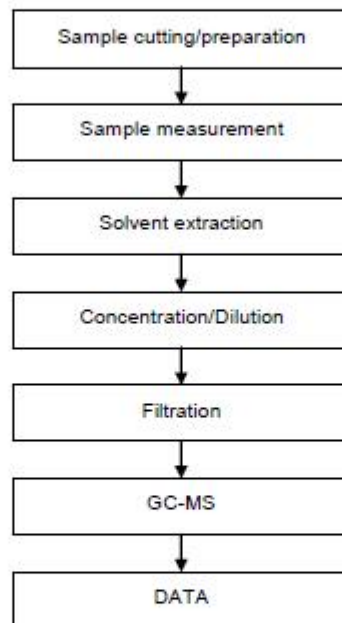 Sample cutting/preparation
Sample measurement
Solvent extraction
Concentration/Dilution
Filtration
GC-MS
DATA